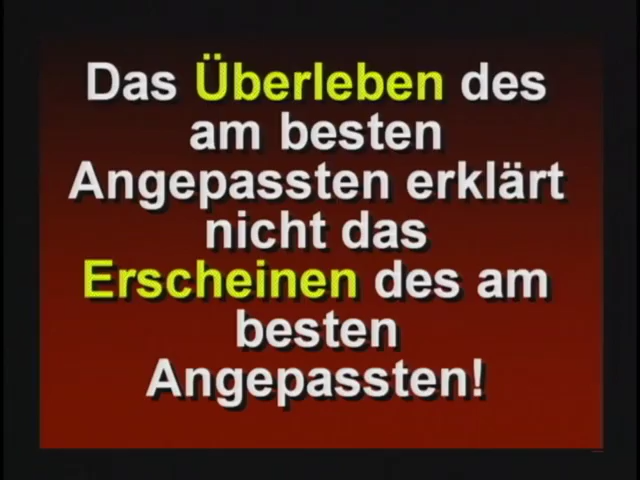 Das Überleben des
am besten
Angepassten erklärt
nicht das
Erscheinen des am
besten
Angepassten!